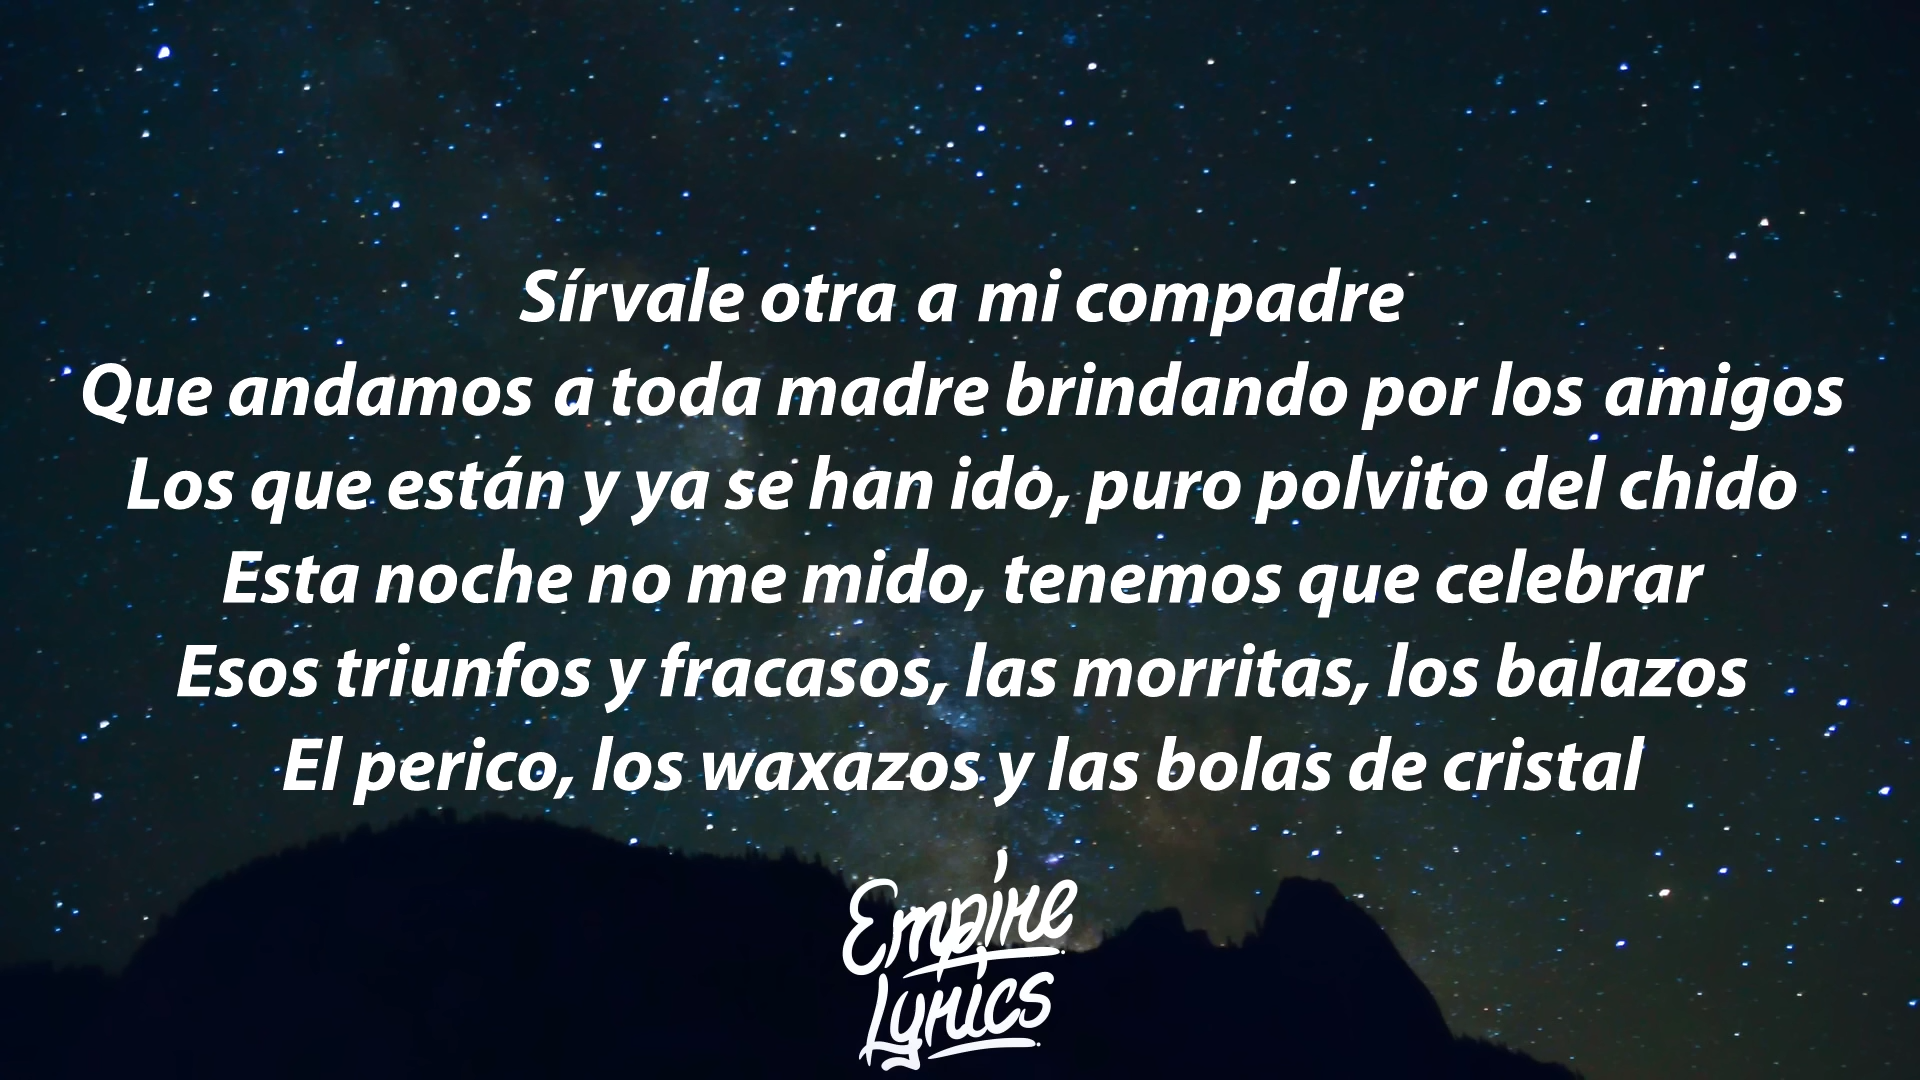 Sírvale otra a mi compadre
Que andamos a toda madre brindando por los amigos
Los que están y ya se han ido, puro polvito del chido
Esta noche no me mido, tenemos que celebrar
Esos triunfos y fracasos, las morritas, los balazos
El perico, los waxazos y las bolas de cristal
Empire
Lyrics